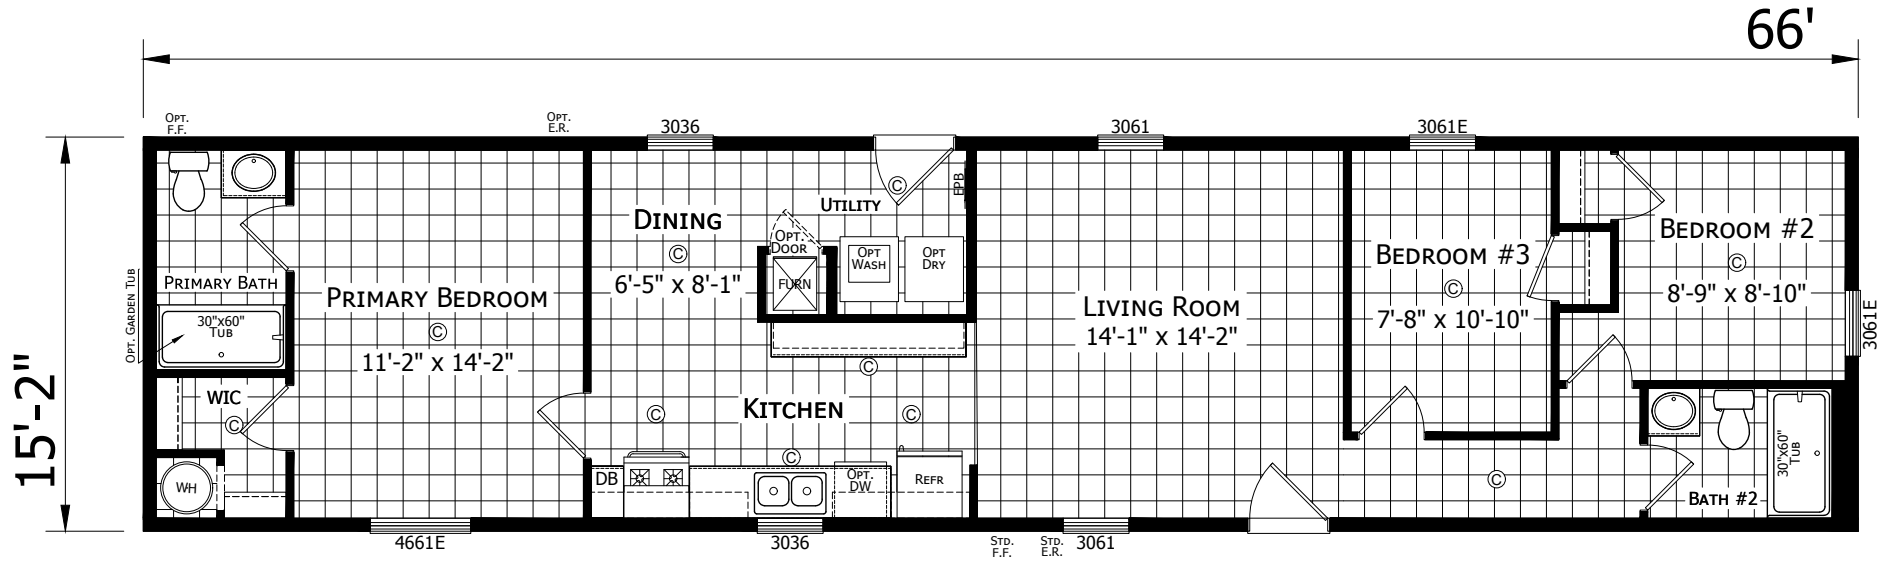 66'
15'-2"
OPT.
F.F.
OPT.
E.R.
3036
3061
3061E
OPT. GARDEN TUB
PRIMARY BATH
30"x60"
TUB
WIC
C
WH
PRIMARY BEDROOM
C
11'-2" x 14'-2"
4661E
DINING
C
6'-5" x 8'-1"
UTILITY
C
EPB
OPT.
DOOR
FURN
OPT
WASH
OPT
DRY
C
KITCHEN
C
C
C
DB
OPT.
DW
REFR
3036
LIVING ROOM
14'-1" x 14'-2"
STD.
F.F.
STD.
E.R.
3061
BEDROOM #3
C
7'-8" x 10'-10"
C
BEDROOM #2
C
8'-9" x 8'-10"
3061E
BATH #2
30"x60"
TUB